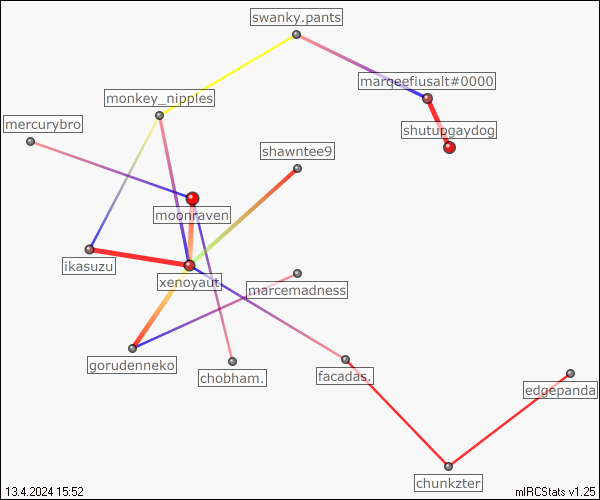 swanky.pants
marqeefiusalt#0000
monkey_nipples
mercurybro
shutupgaydog
shawntee9
moonraven
ikasuzu
xenoyaut
marcemadness
gorudenneko
chobham.
facadas.
edgepanda
chunkzter
13.4.2024 15:52
mIRCStats v1.25